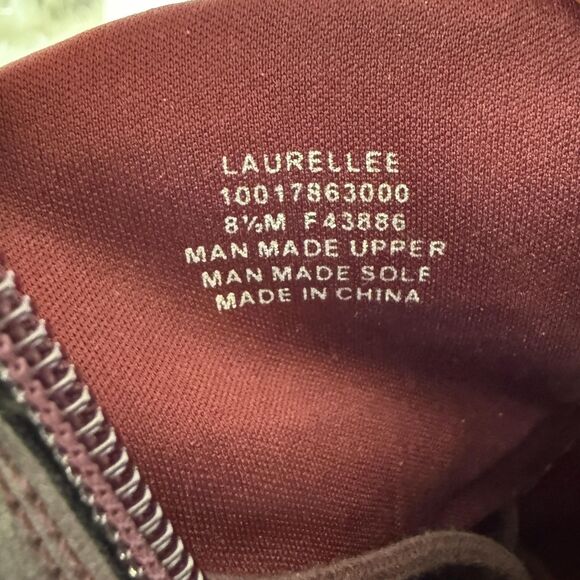 LAURELLEE
10017863000
8½M F43886
MAN MADE UPPER
MAN MADE SOLE
MADE IN CHINA